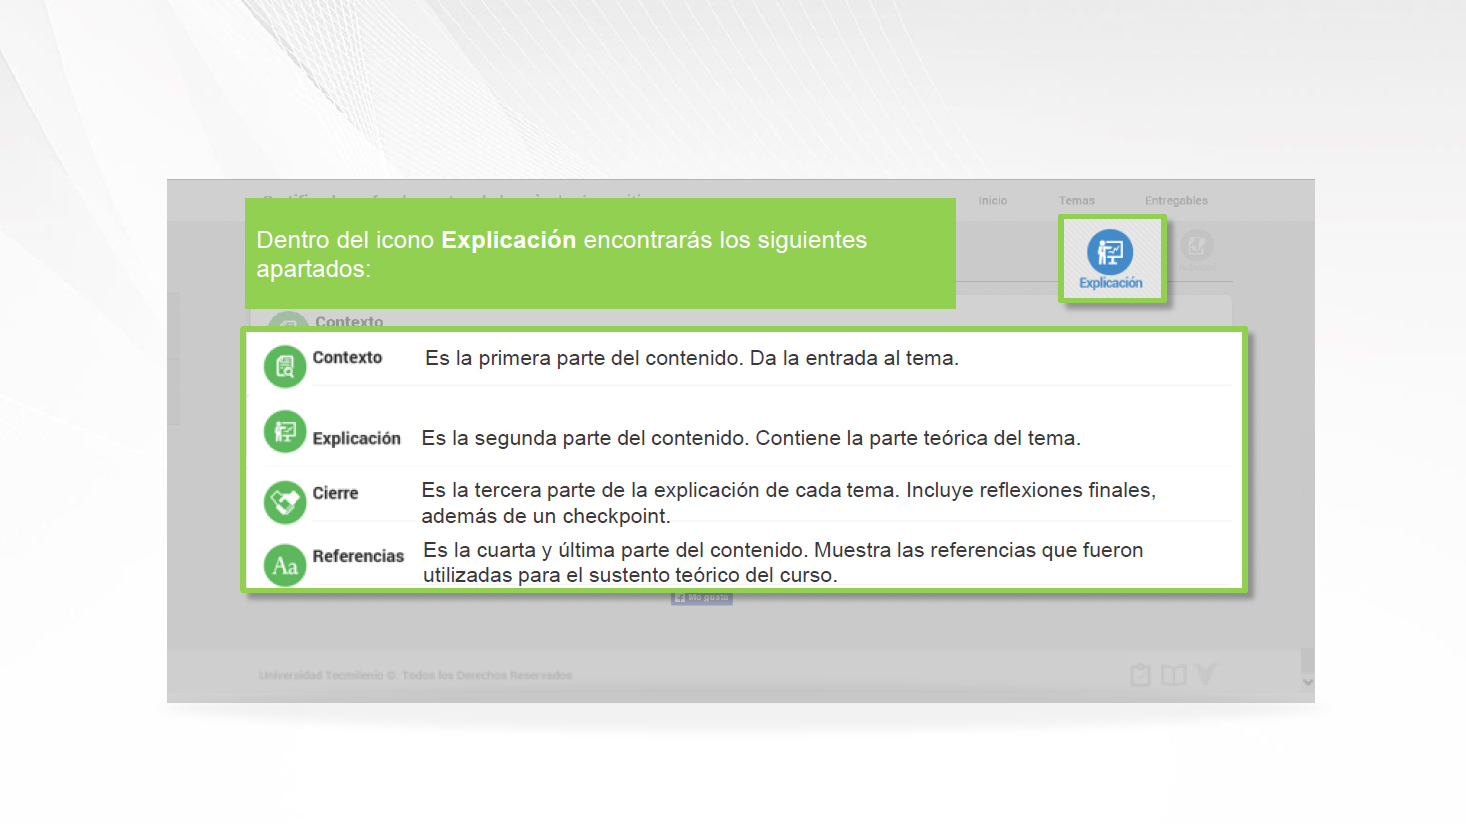 Inicio Temas Entregables
Dentro del icono Explicación encontrarás los siguientes
apartados:
Explicación
Contexto
Contexto Es la primera parte del contenido. Da la entrada al tema.
Explicación Es la segunda parte del contenido. Contiene la parte teórica del tema.
Cierre Es la tercera parte de la explicación de cada tema. Incluye reflexiones finales,
además de un checkpoint.
Aa Referencias Es la cuarta y última parte del contenido. Muestra las referencias que fueron
utilizadas para el sustento teórico del curso.
Me gusta
Universidad Tecmilenio ©. Todos los Derechos Reservados